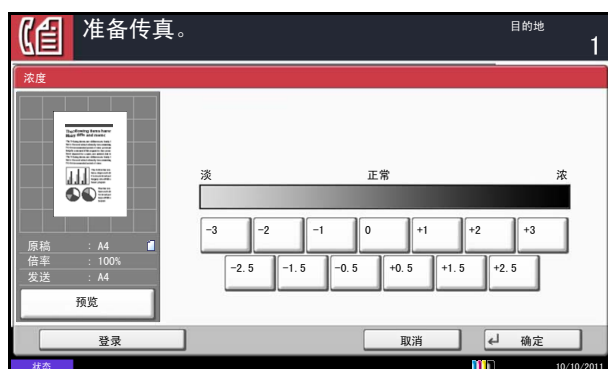 准备传真。
目的地
1
浓度
淡 正常 浓
-3 -2 -1 0 +1 +2 +3
-2.5 -1.5 -0.5 +0.5 +1.5 +2.5
原稿 : A4
倍率 : 100%
发送 : A4
预览
登录 取消 确定
状态 10/10/2011